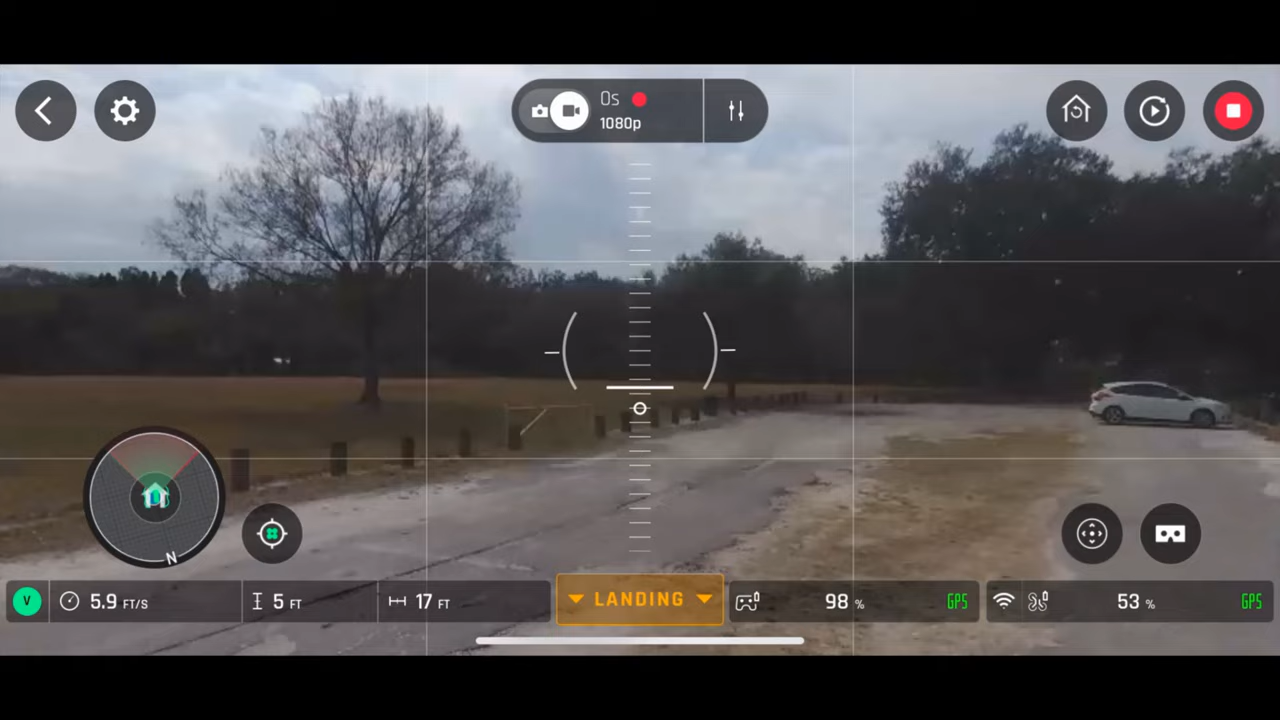 0s
1080p
N
V
5.9 FT/S
5 FT
17 FT
LANDING
98 %
GPS
53 %
GPS